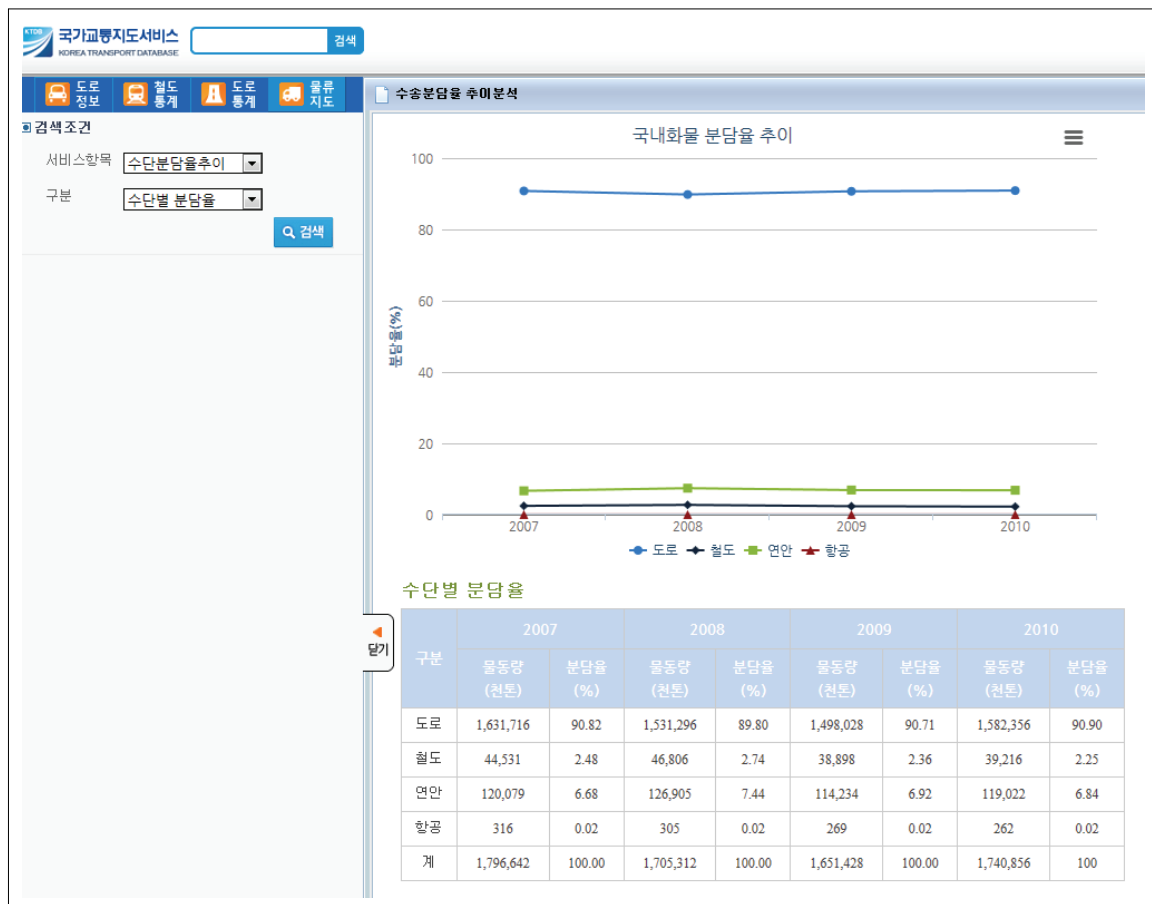 KTDB
국가교통지도서비스
KOREA TRANSPORT DATABASE
검색
도로 정보
철도 통계
도로 통계
물류 지도
검색조건
서비스항목 수단분담율추이
구분 수단별 분담율
검색
수송분담율 추이분석
국내화물 분담율 추이
분담율(%)
100
80
60
40
20
0
2007 2008 2009 2010
도로 철도 연안 항공
닫기
수단별 분담율
구분 2007 2008 2009 2010
물동량 (천톤) 분담율 (%) 물동량 (천톤) 분담율 (%) 물동량 (천톤) 분담율 (%) 물동량 (천톤) 분담율 (%)
도로 1,631,716 90.82 1,531,296 89.80 1,498,028 90.71 1,582,356 90.90
철도 44,531 2.48 46,806 2.74 38,898 2.36 39,216 2.25
연안 120,079 6.68 126,905 7.44 114,234 6.92 119,022 6.84
항공 316 0.02 305 0.02 269 0.02 262 0.02
계 1,796,642 100.00 1,705,312 100.00 1,651,428 100.00 1,740,856 100